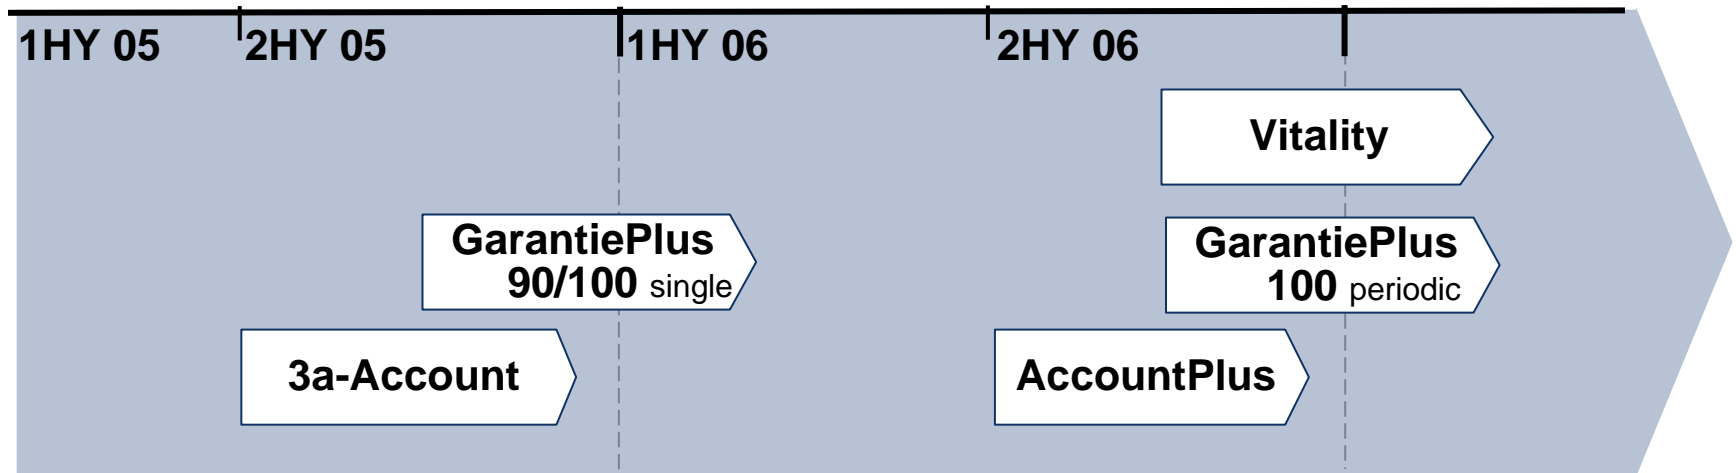 1HY 05 2HY 05 1HY 06 2HY 06
Vitality
GarantiePlus
90/100 single
GarantiePlus
100 periodic
3a-Account
AccountPlus